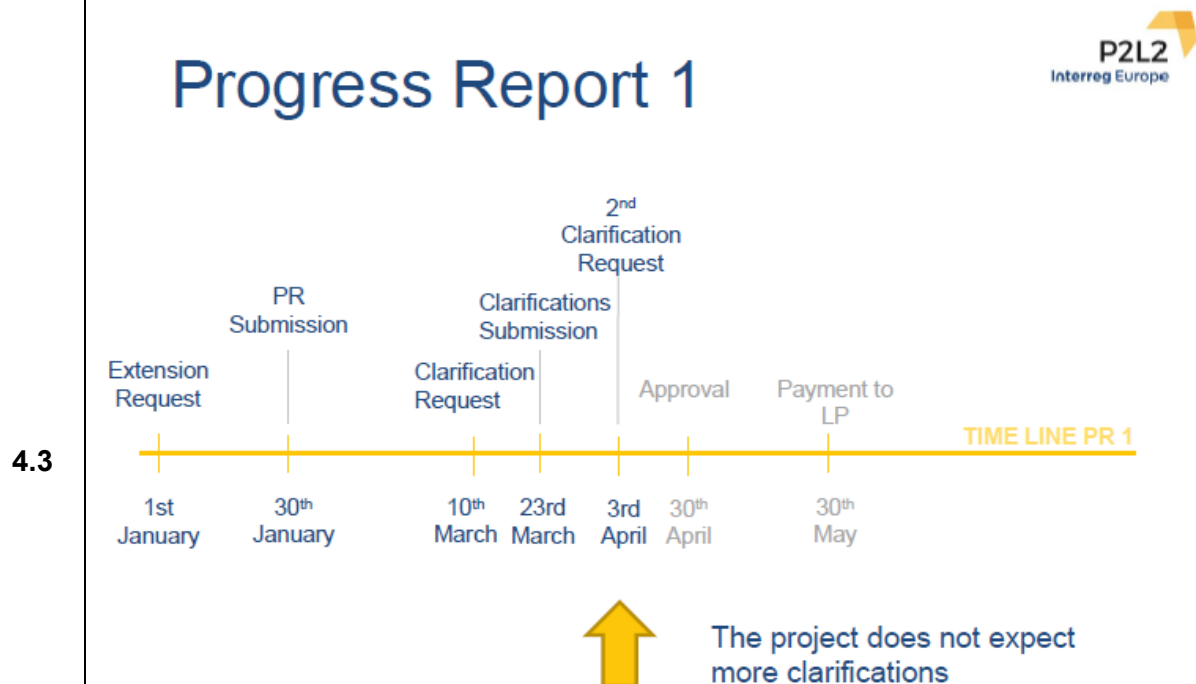 Progress Report 1
P2L2
Interreg Europe
2nd
Clarification
Request
PR
Submission
Clarifications
Submission
Extension
Request
Clarification
Request
Approval
Payment to
LP
TIME LINE PR 1
4.3
1st
January
30th
January
10th
March
23rd
March
3rd
April
30th
April
30th
May
The project does not expect
more clarifications